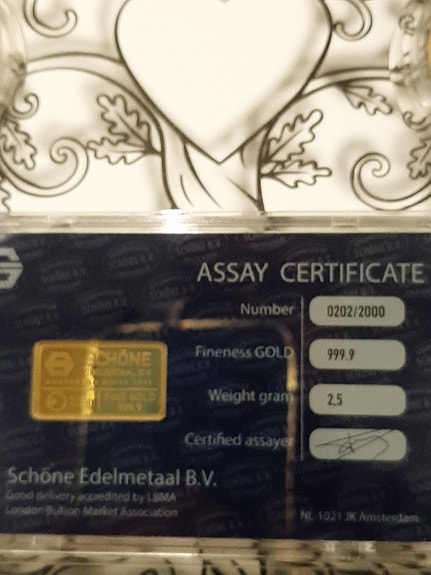 ASSAY CERTIFICATE
Number 0202/2000
Fineness GOLD 999.9
Weight gram 2.5
Certified assayer
SCHÖNE
EDELMETAAL B.V.
FINE GOLD
999.9
Schöne Edelmetaal B.V.
Good delivery accredited by LBMA
London Bullion Market Association
NL 1021 JK Amsterdam